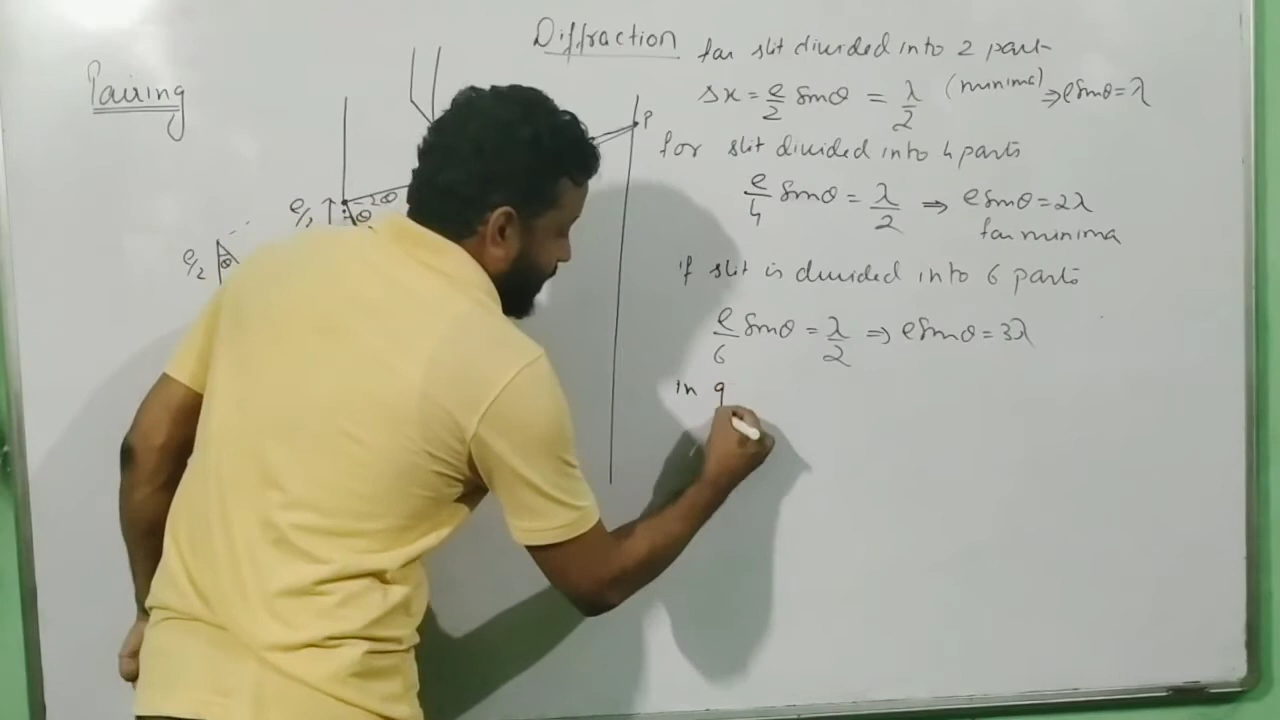 Diffraction
Pairing
for slit divided into 2 part
Δx = e/2 sinθ = λ/2 (minima) ⇒ e sinθ = λ
for slit divided into 4 parts
e/4 sinθ = λ/2 ⇒ e sinθ = 2λ
for minima
if slit is divided into 6 parts
e/6 sinθ = λ/2 ⇒ e sinθ = 3λ
in g
P
θ
θ
e/2
θ